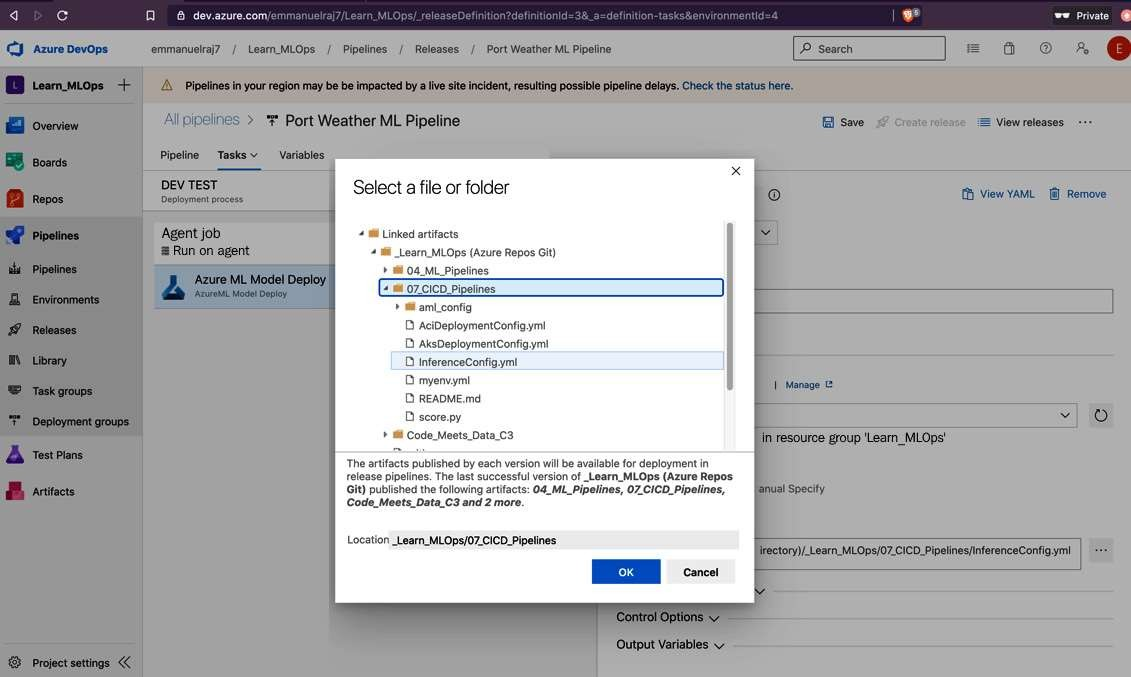 dev.azure.com/emmanuelraj7/Learn_MLOps/_releaseDefinition?definitionId=3&_a=definition-tasks&environmentId=4
5
Private
Azure DevOps
emmanuelraj7 / Learn_MLOps / Pipelines / Releases / Port Weather ML Pipeline
Search
E
L
Learn_MLOps
Pipelines in your region may be be impacted by a live site incident, resulting possible pipeline delays. Check the status here.
Overview
Boards
Repos
Pipelines
Pipelines
Environments
Releases
Library
Task groups
Deployment groups
Test Plans
Artifacts
Project settings
All pipelines > Port Weather ML Pipeline
Save
Create release
View releases
Pipeline
Tasks
Variables
DEV TEST
Deployment process
Agent job
Run on agent
Azure ML Model Deploy
AzureML Model Deploy
View YAML
Remove
Select a file or folder
Linked artifacts
_Learn_MLOps (Azure Repos Git)
04_ML_Pipelines
07_CICD_Pipelines
aml_config
AciDeploymentConfig.yml
AksDeploymentConfig.yml
InferenceConfig.yml
myenv.yml
README.md
score.py
Code_Meets_Data_C3
The artifacts published by each version will be available for deployment in
release pipelines. The last successful version of _Learn_MLOps (Azure Repos
Git) published the following artifacts: 04_ML_Pipelines, 07_CICD_Pipelines,
Code_Meets_Data_C3 and 2 more.
Location _Learn_MLOps/07_CICD_Pipelines
OK
Cancel
| Manage
in resource group 'Learn_MLOps'
anual Specify
irectory)/_Learn_MLOps/07_CICD_Pipelines/InferenceConfig.yml
Control Options
Output Variables